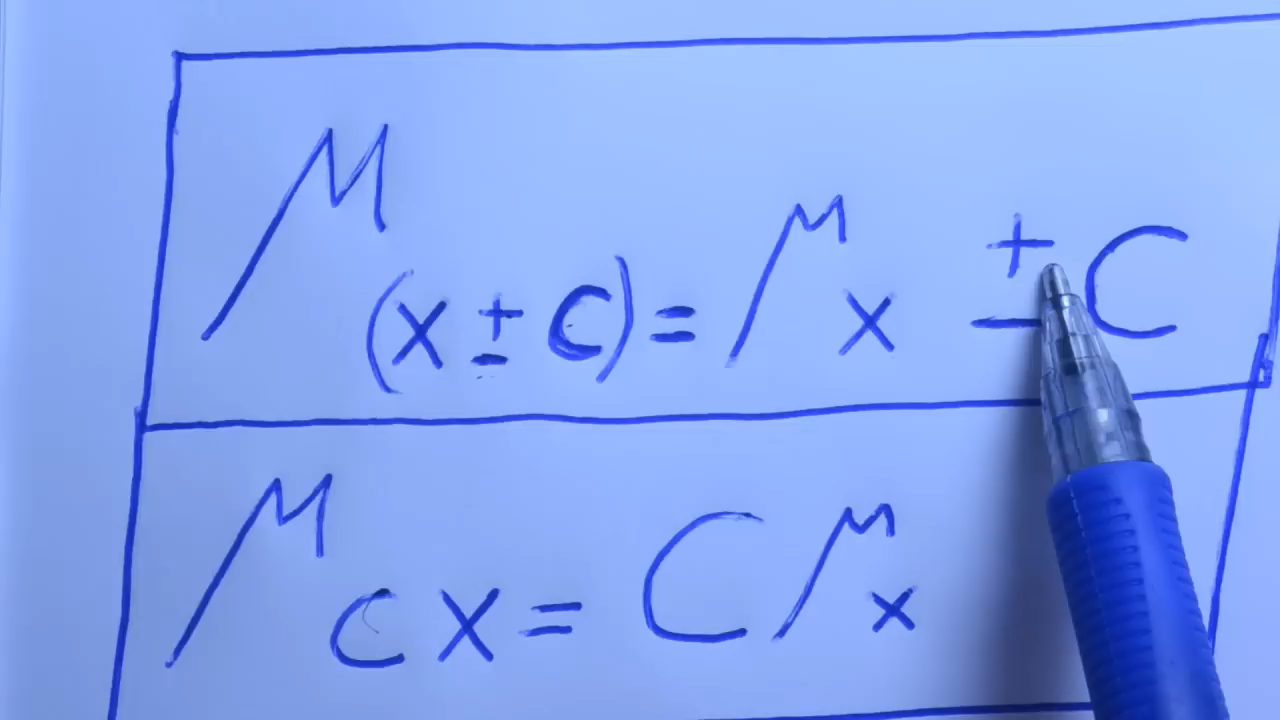 μ(x ± c) = μx ± C
μcx = Cμx